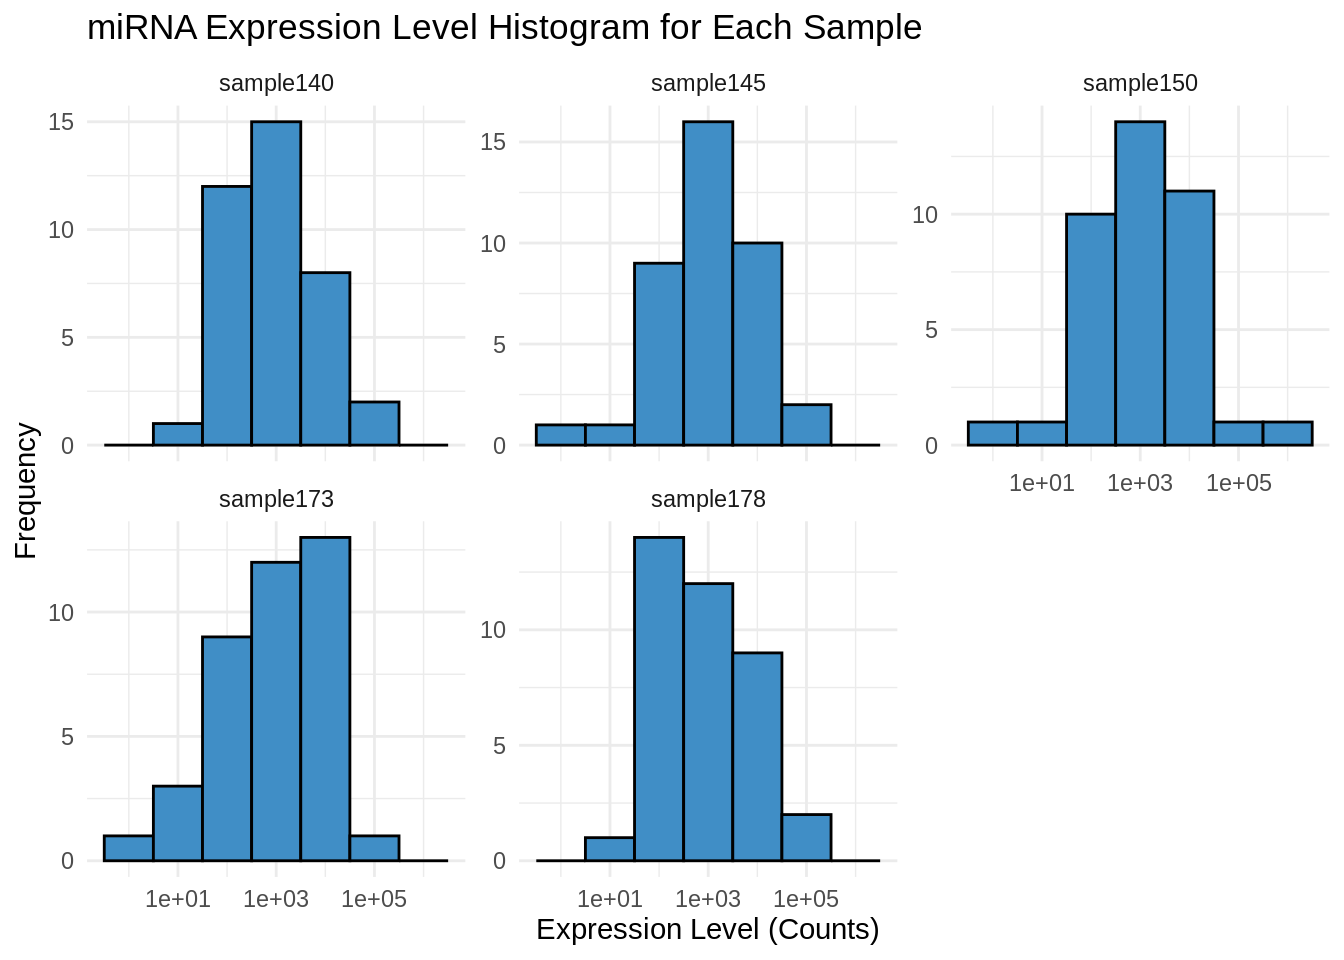 miRNA Expression Level Histogram for Each Sample
sample140
sample145
sample150
15
10
5
0
15
10
5
0
10
5
0
1e+01 1e+03 1e+05
Frequency
sample173
sample178
10
5
0
10
5
0
1e+01 1e+03 1e+05
1e+01 1e+03 1e+05
Expression Level (Counts)